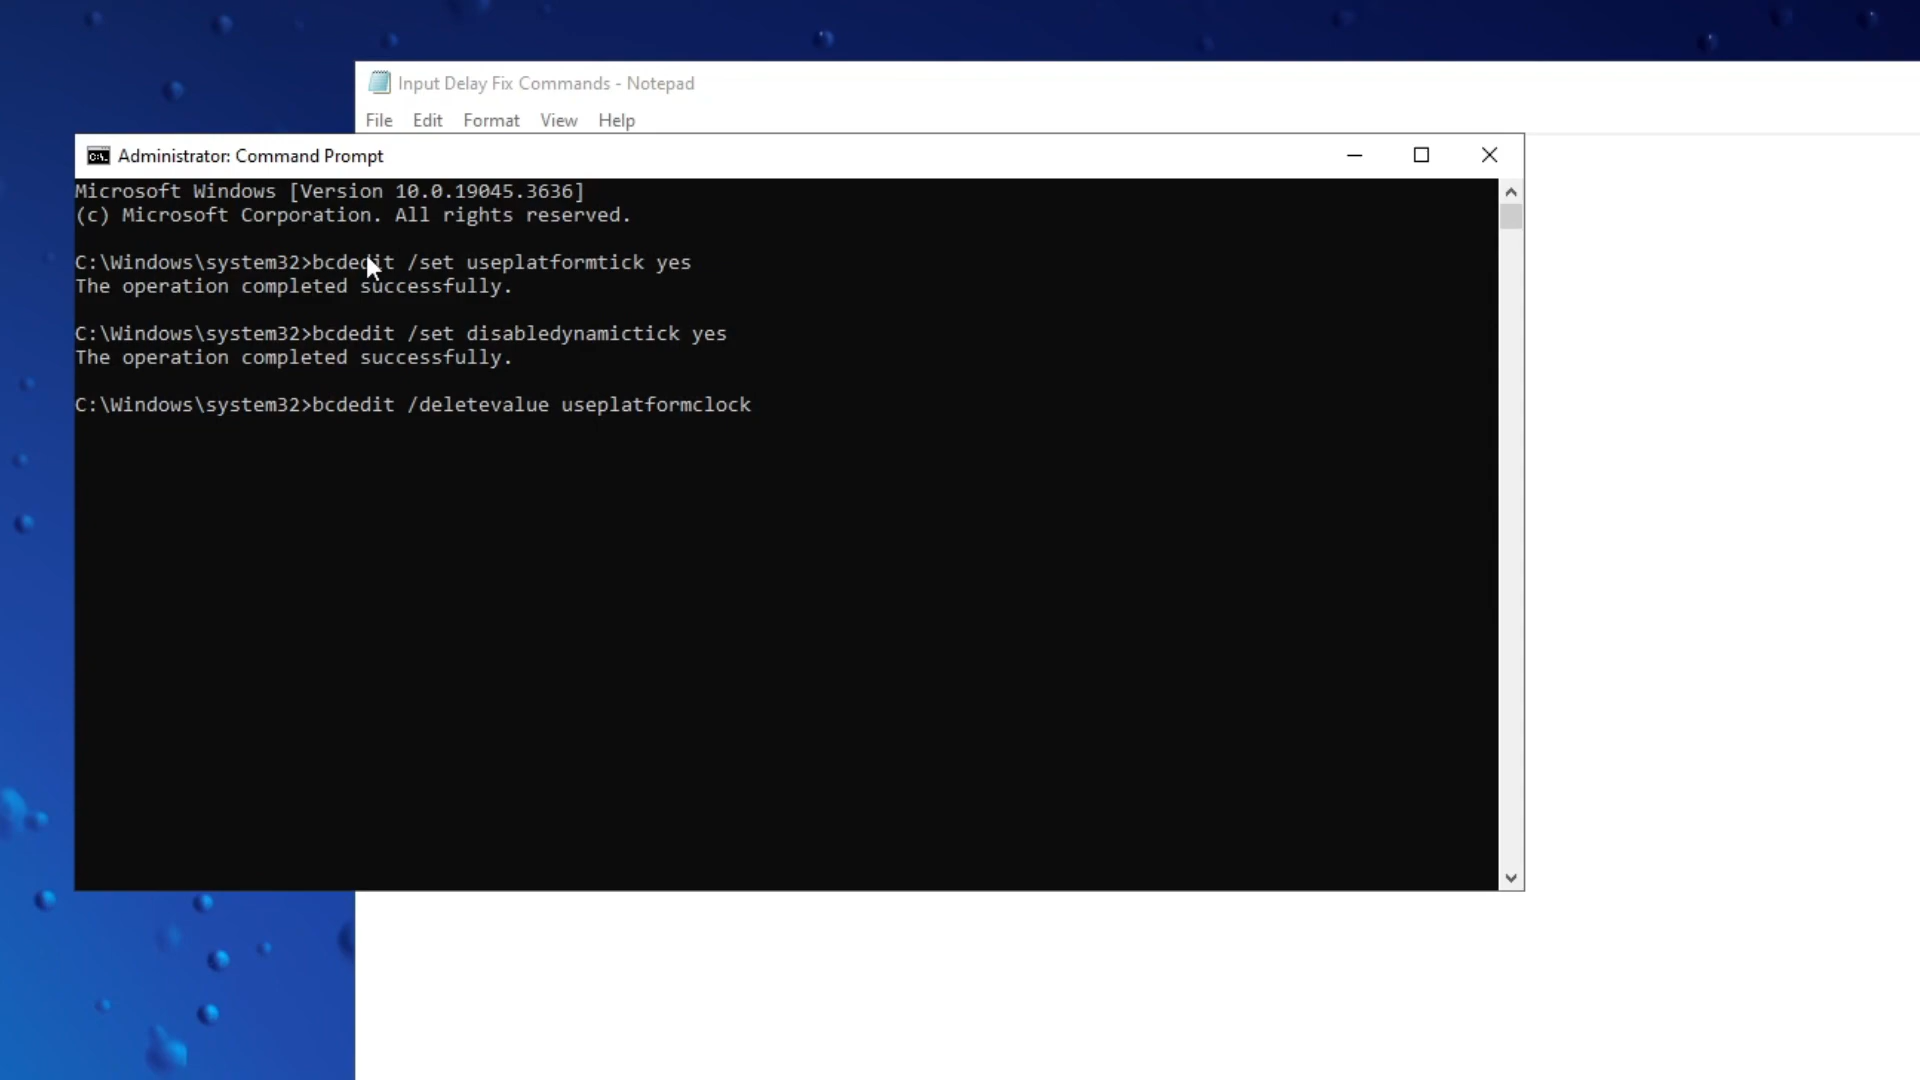 Input Delay Fix Commands - Notepad
File Edit Format View Help
Administrator: Command Prompt
Microsoft Windows [Version 10.0.19045.3636]
(c) Microsoft Corporation. All rights reserved.
C:\Windows\system32>bcdedit /set useplatformtick yes
The operation completed successfully.
C:\Windows\system32>bcdedit /set disabledynamictick yes
The operation completed successfully.
C:\Windows\system32>bcdedit /deletevalue useplatformclock